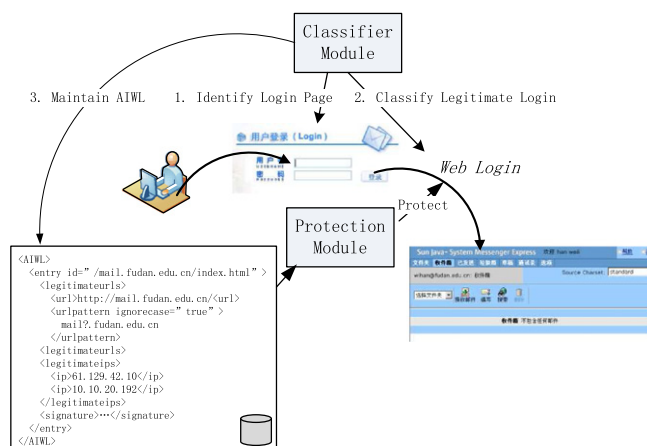 Classifier
Module
3. Maintain AIWL
1. Identify Login Page
2. Classify Legitimate Login
用户登录 (Login)
用 户
密 码
登录
Web Login
Protect
Protection
Module
Sun Java™ System Messenger Express
Source Charset:
standard
<AIWL>
<entry id="/mail.fudan.edu.cn/index.html">
<legitimateurls>
<url>http://mail.fudan.edu.cn/<url>
<urlpattern ignorecase="true">
mail?.fudan.edu.cn
</urlpattern>
<legitimateurls>
<legitimateips>
<ip>61.129.42.10</ip>
<ip>10.10.20.192</ip>
</legitimateips>
<signature>…</signature>
</entry>
</AIWL>